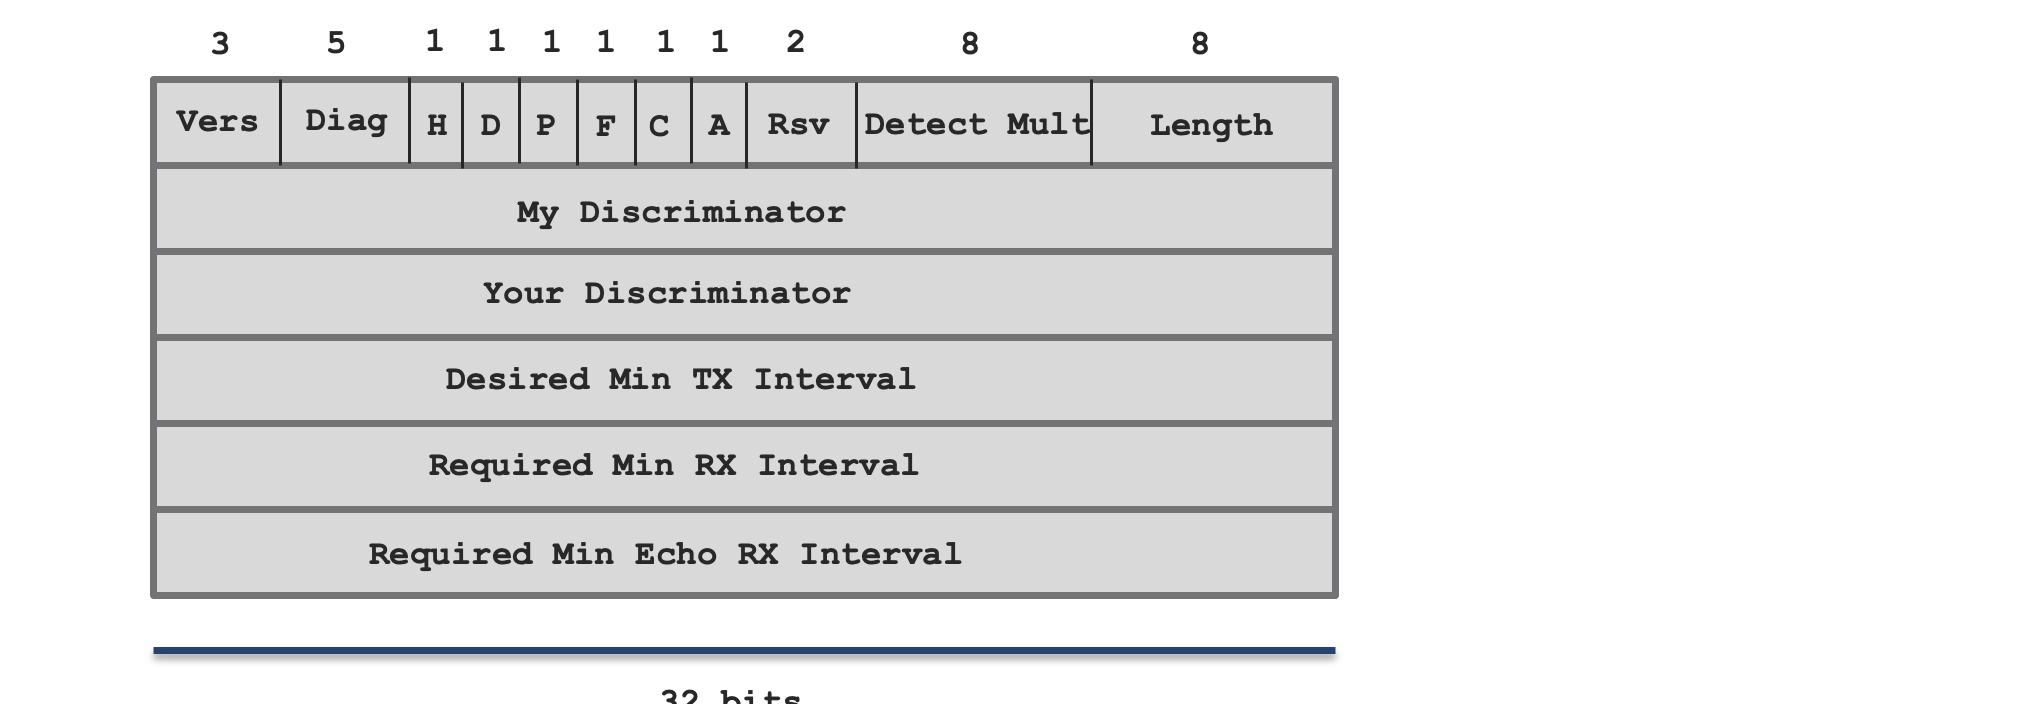 3 5 1 1 1 1 1 1 2 8 8
Vers Diag H D P F C A Rsv Detect Mult Length
My Discriminator
Your Discriminator
Desired Min TX Interval
Required Min RX Interval
Required Min Echo RX Interval
32 bits